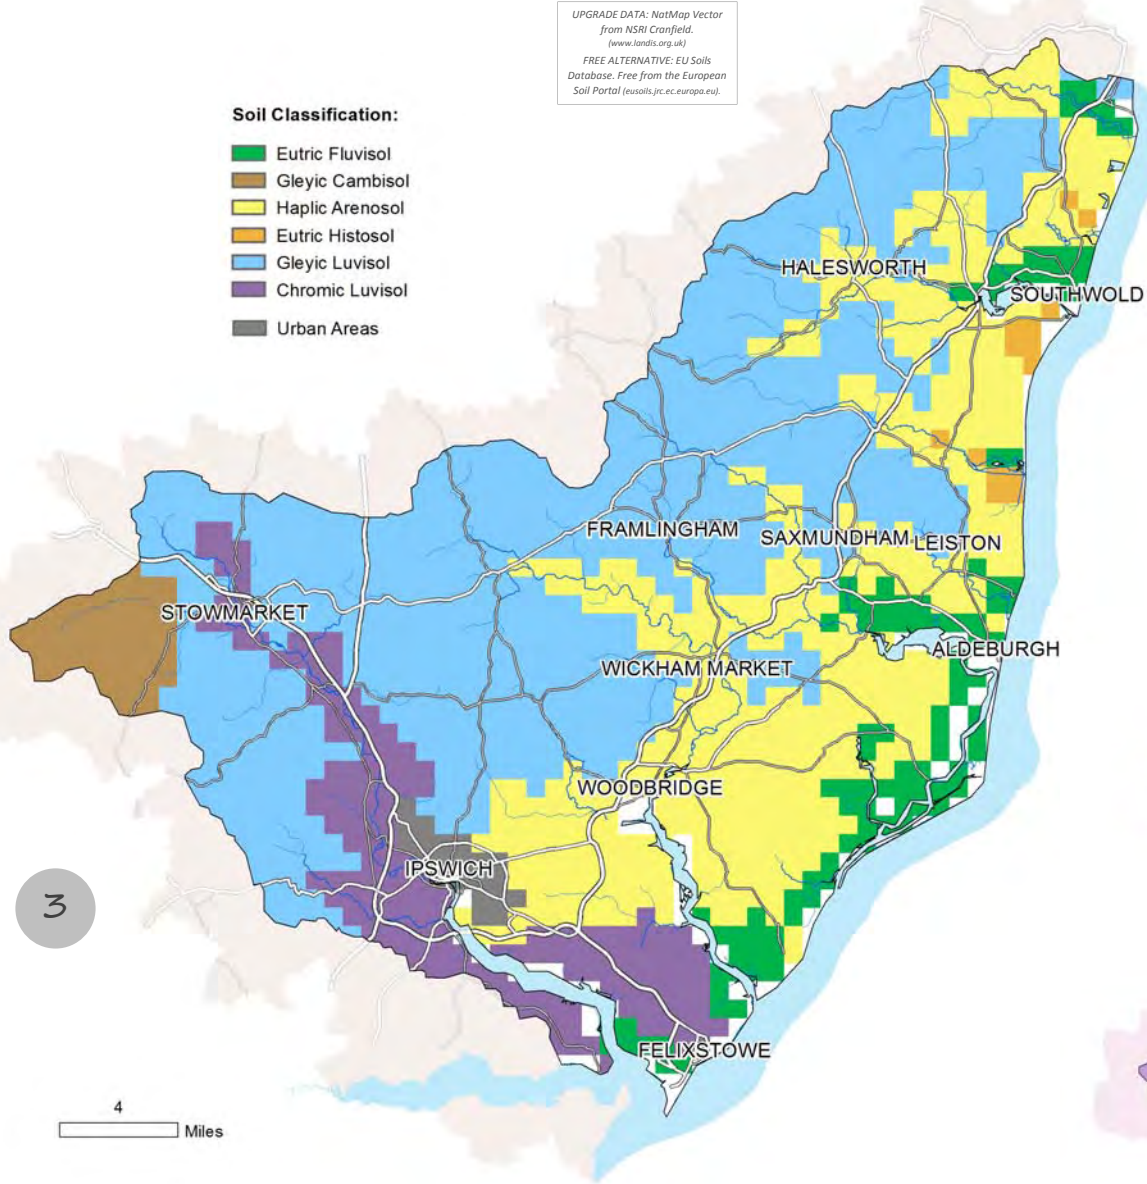 UPGRADE DATA: NatMap Vector
from NSRI Cranfield.
(www.landis.org.uk)
FREE ALTERNATIVE: EU Soils
Database. Free from the European
Soil Portal (eusoils.jrc.ec.europa.eu).
Soil Classification:
Eutric Fluvisol
Gleyic Cambisol
Haplic Arenosol
Eutric Histosol
Gleyic Luvisol
Chromic Luvisol
Urban Areas
HALESWORTH
SOUTHWOLD
FRAMLINGHAM
SAXMUNDHAM
LEISTON
STOWMARKET
ALDEBURGH
WICKHAM MARKET
WOODBRIDGE
IPSWICH
3
FELIXSTOWE
4
Miles